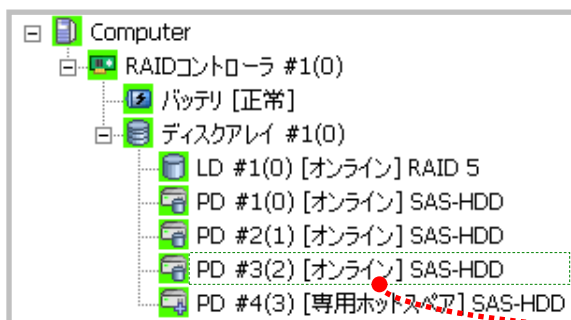 Computer
RAIDコントローラ #1(0)
バッテリ [正常]
ディスクアレイ #1(0)
LD #1(0) [オンライン] RAID 5
PD #1(0) [オンライン] SAS-HDD
PD #2(1) [オンライン] SAS-HDD
PD #3(2) [オンライン] SAS-HDD
PD #4(3) [専用ホットスペア] SAS-HDD